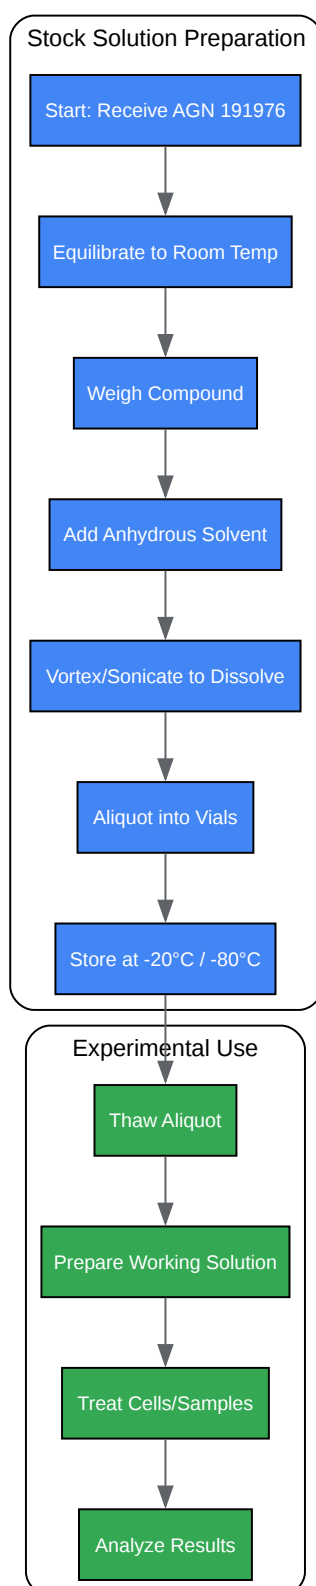 Stock Solution Preparation
Start: Receive AGN 191976
Equilibrate to Room Temp
Weigh Compound
Add Anhydrous Solvent
Vortex/Sonicate to Dissolve
Aliquot into Vials
Store at -20°C / -80°C
Experimental Use
Thaw Aliquot
Prepare Working Solution
Treat Cells/Samples
Analyze Results